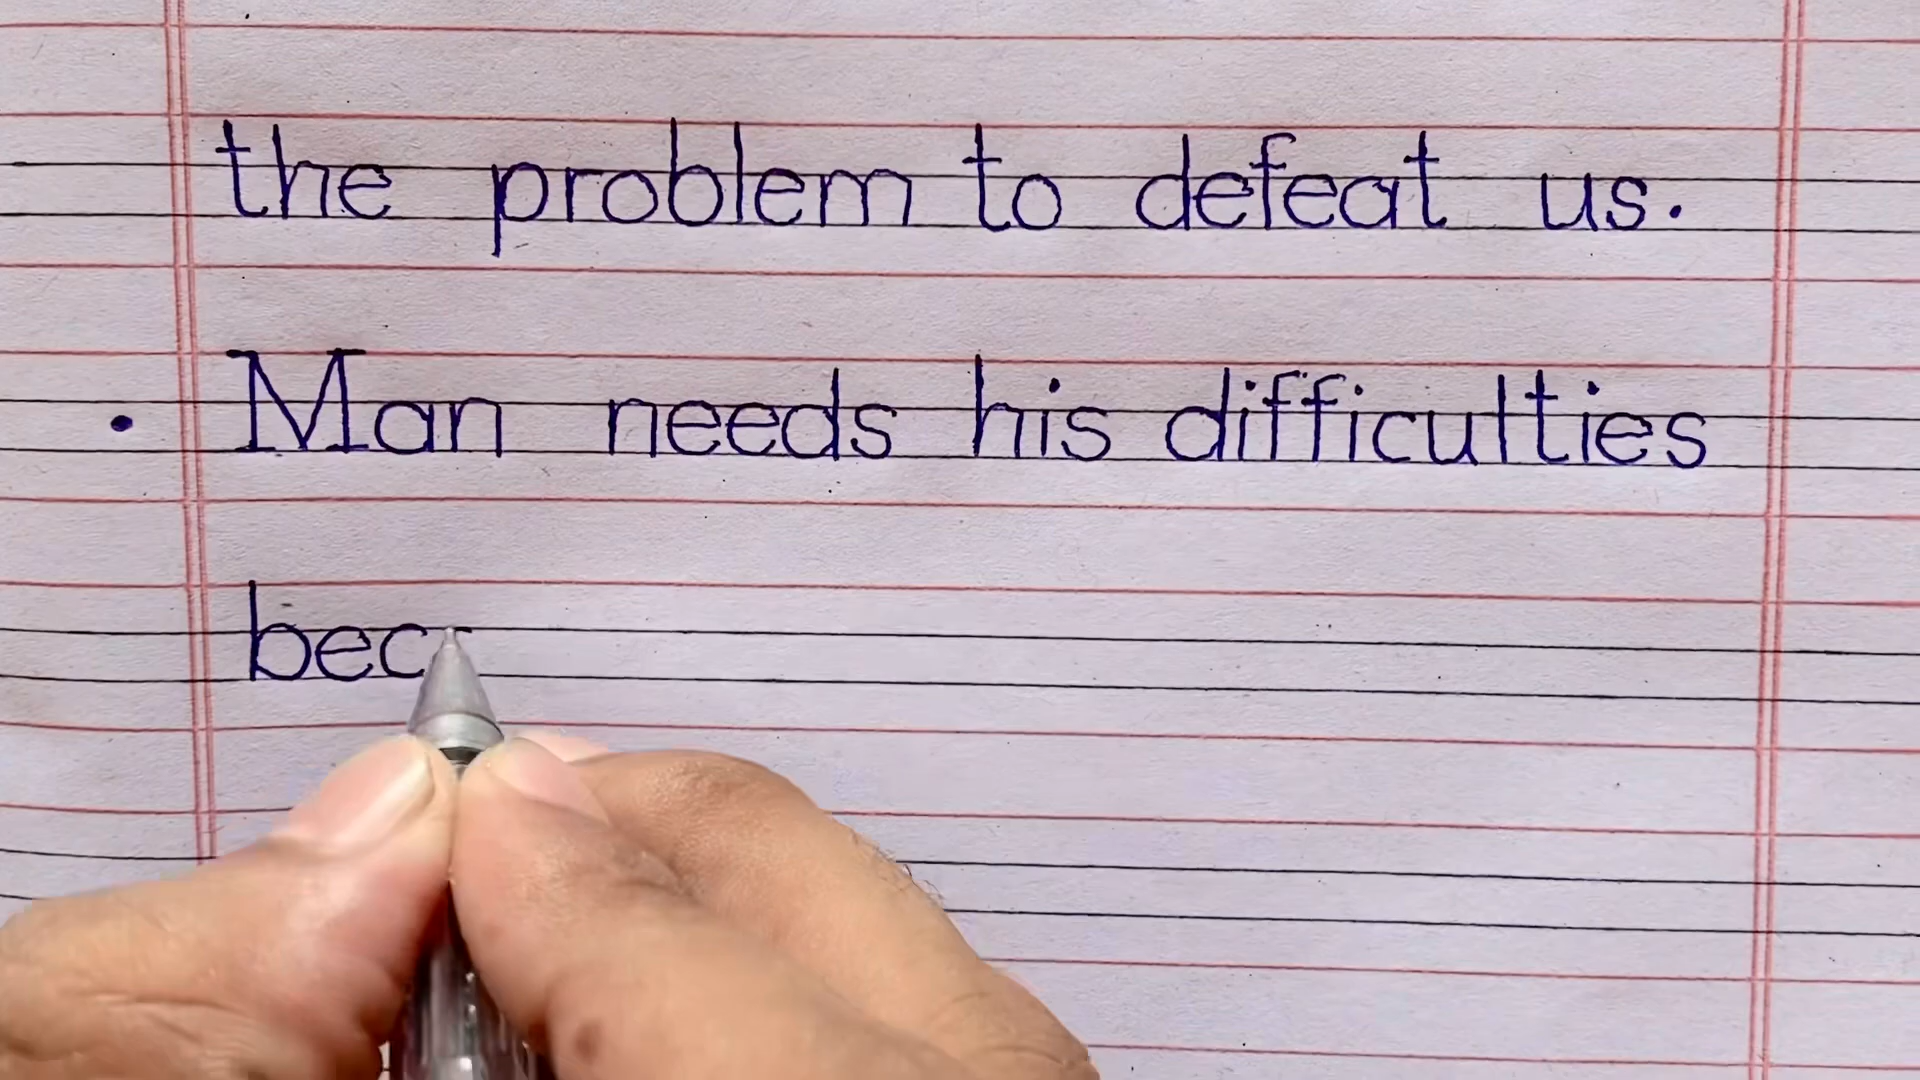 the problem to defeat us.
• Man needs his difficulties
bec